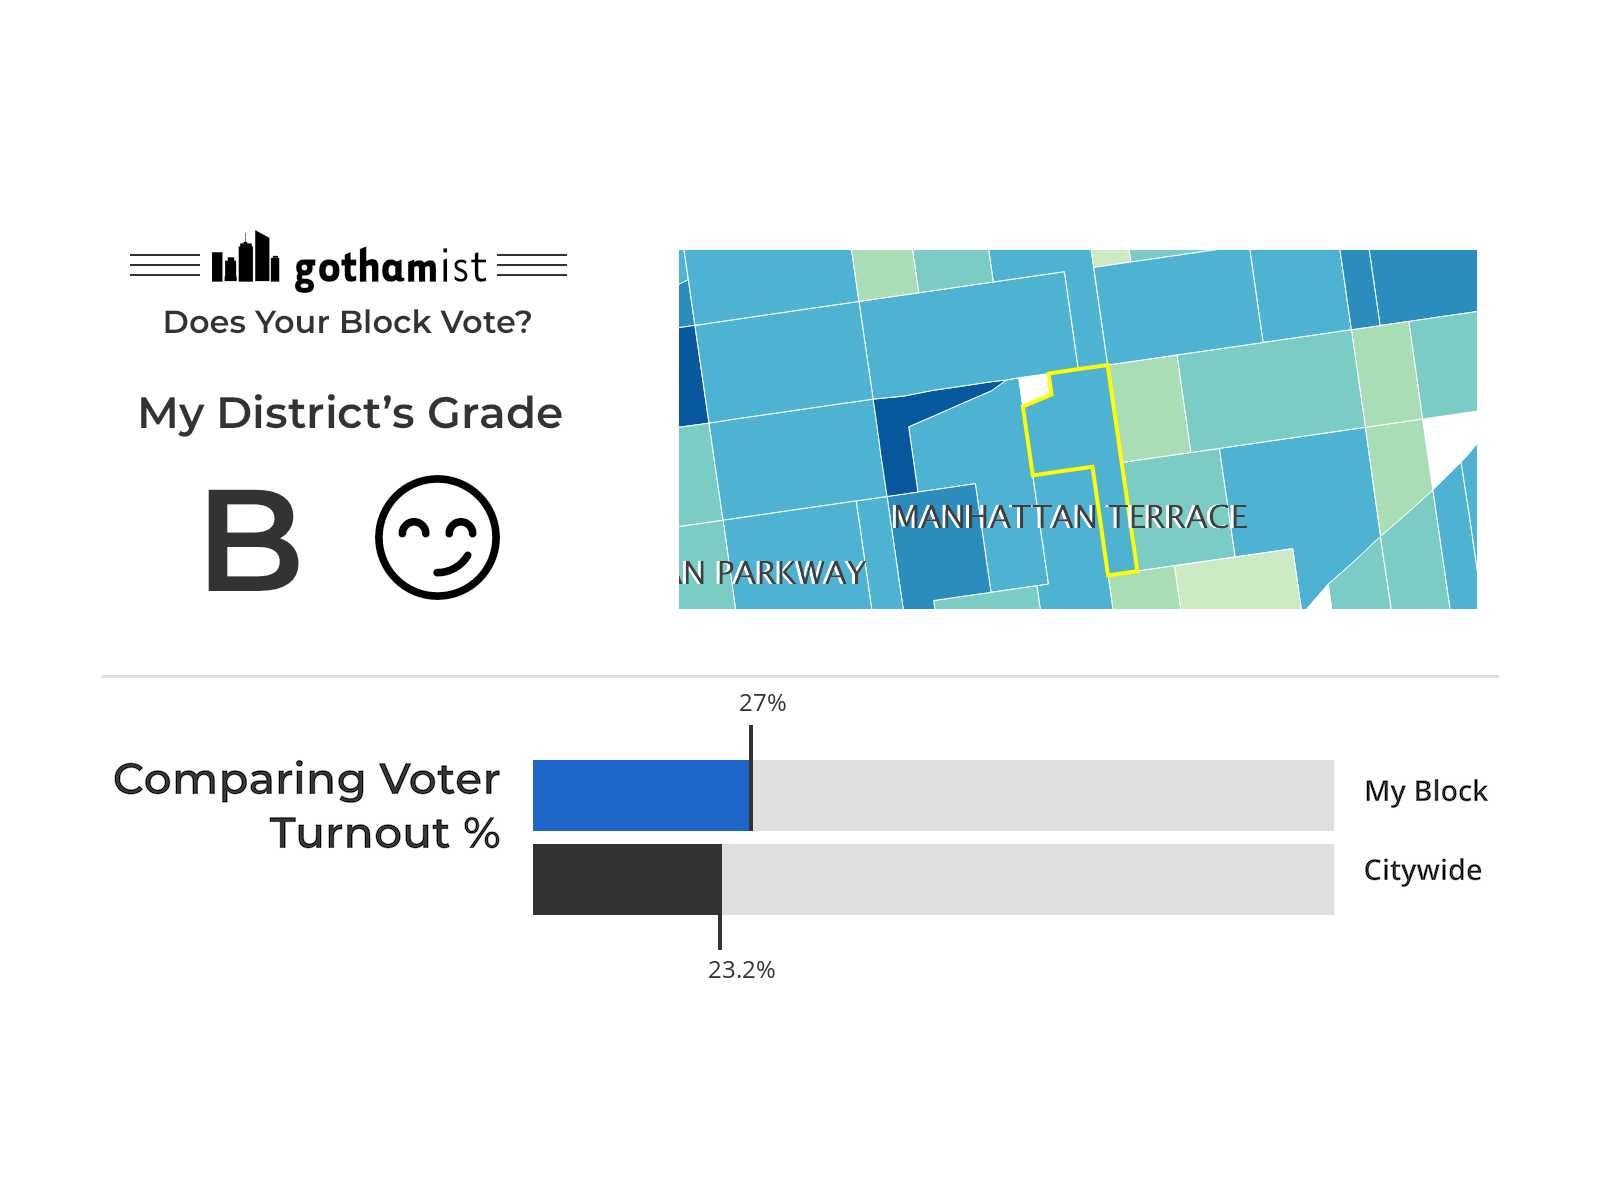 gothamist
Does Your Block Vote?
My District’s Grade
B
MANHATTAN TERRACE
AN PARKWAY
27%
Comparing Voter
Turnout %
My Block
Citywide
23.2%